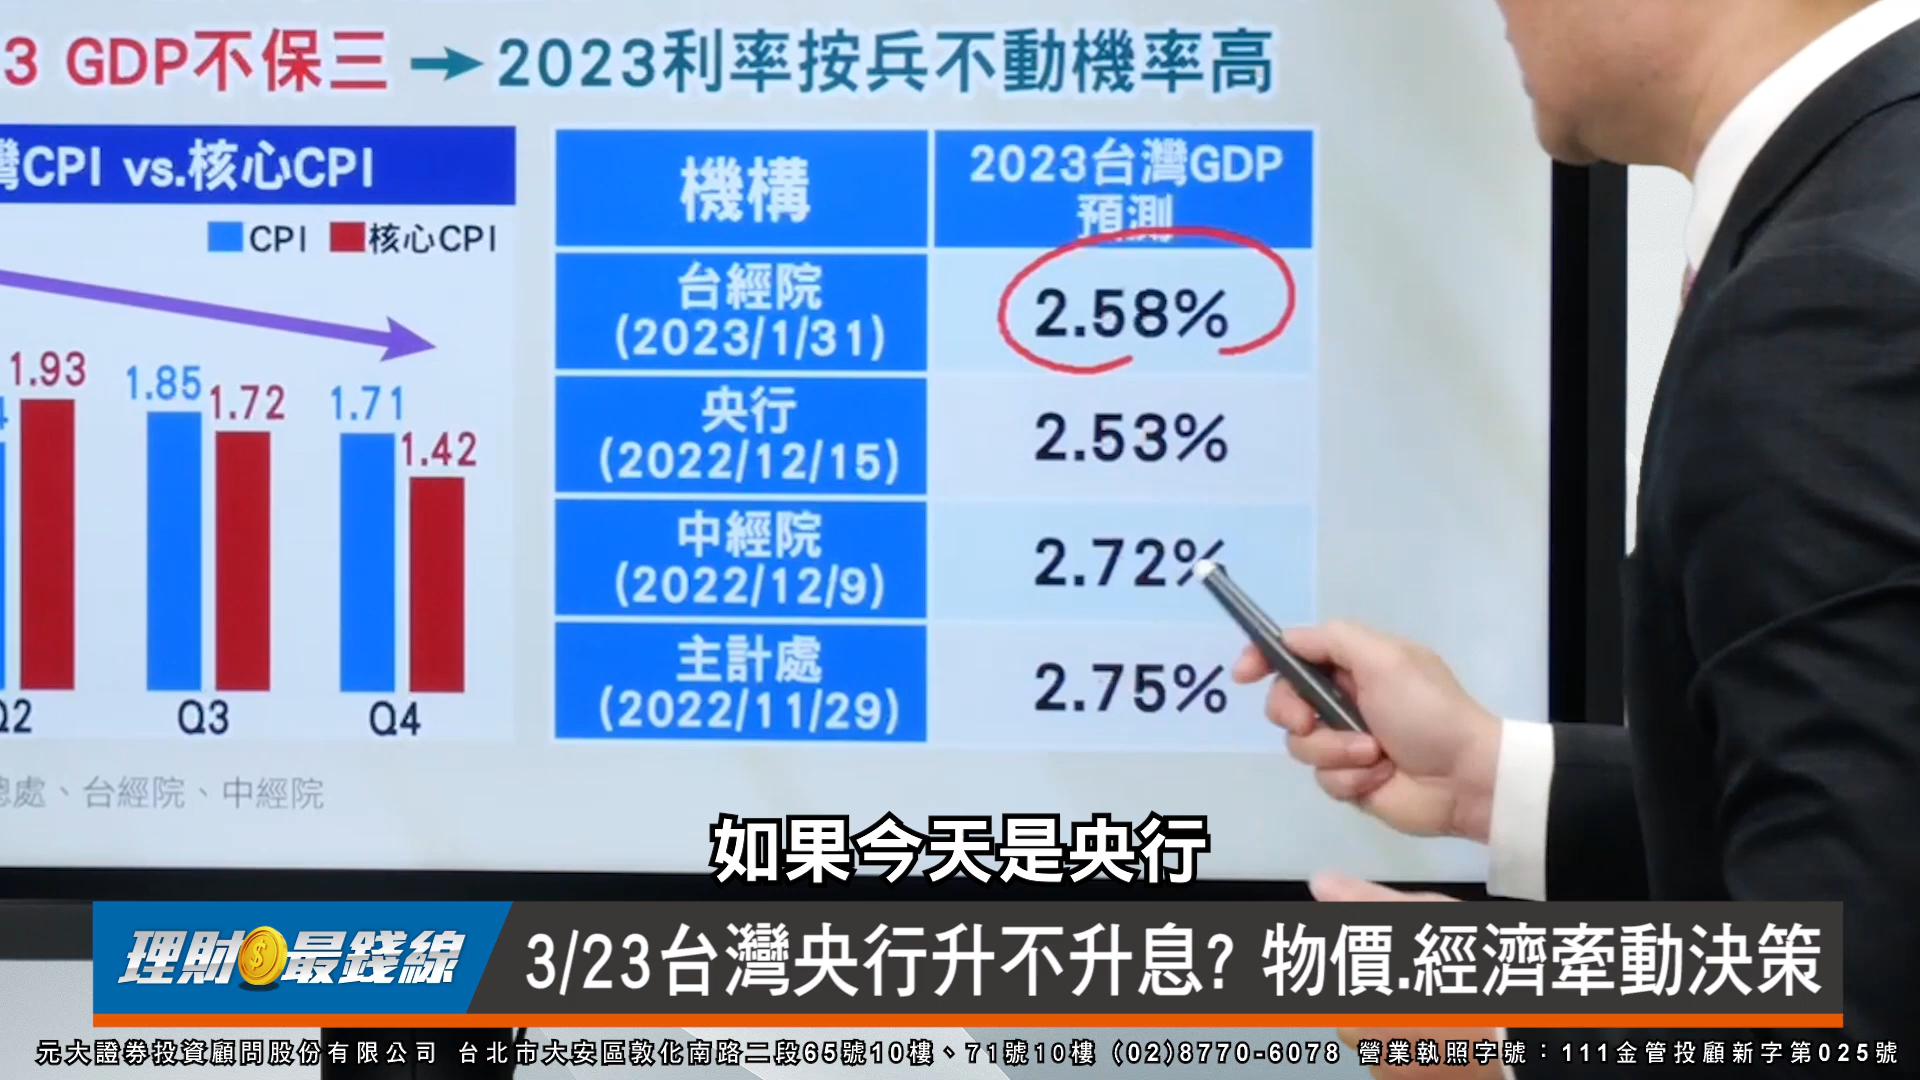 3 GDP不保三→2023利率按兵不動機率高
灣CPI vs.核心CPI
CPI 核心CPI
1.93
1.85
1.72
1.71
1.42
4
Q2 Q3 Q4
總處、台經院、中經院
機構
2023台灣GDP
預測
台經院
(2023/1/31)
2.58%
央行
(2022/12/15)
2.53%
中經院
(2022/12/9)
2.72%
主計處
(2022/11/29)
2.75%
如果今天是央行
理財最錢線
3/23台灣央行升不升息? 物價.經濟牽動決策
元大證券投資顧問股份有限公司 台北市大安區敦化南路二段65號10樓、71號10樓 (02)8770-6078 營業執照字號：111金管投顧新字第025號